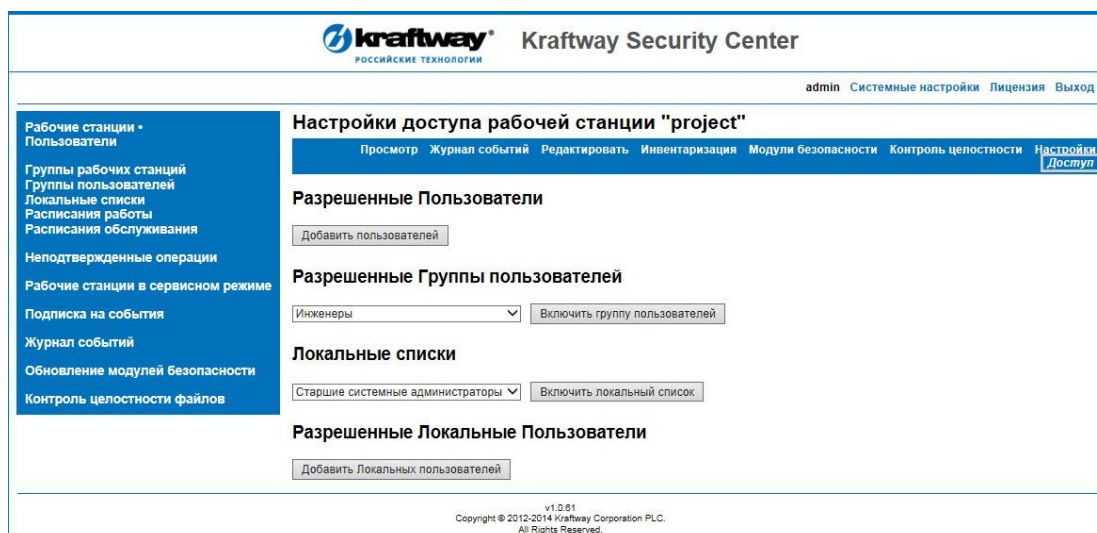 kraftway®
РОССИЙСКИЕ ТЕХНОЛОГИИ
Kraftway Security Center
admin Системные настройки Лицензия Выход
Рабочие станции •
Пользователи
Группы рабочих станций
Группы пользователей
Локальные списки
Расписания работы
Расписания обслуживания
Неподтвержденные операции
Рабочие станции в сервисном режиме
Подписка на события
Журнал событий
Обновление модулей безопасности
Контроль целостности файлов
Настройки доступа рабочей станции "project"
Просмотр Журнал событий Редактировать Инвентаризация Модули безопасности Контроль целостности Настройки
Доступ
Разрешенные Пользователи
Добавить пользователей
Разрешенные Группы пользователей
Инженеры Включить группу пользователей
Локальные списки
Старшие системные администраторы Включить локальный список
Разрешенные Локальные Пользователи
Добавить Локальных пользователей
v1.0.61
Copyright © 2012-2014 Kraftway Corporation PLC.
All Rights Reserved.